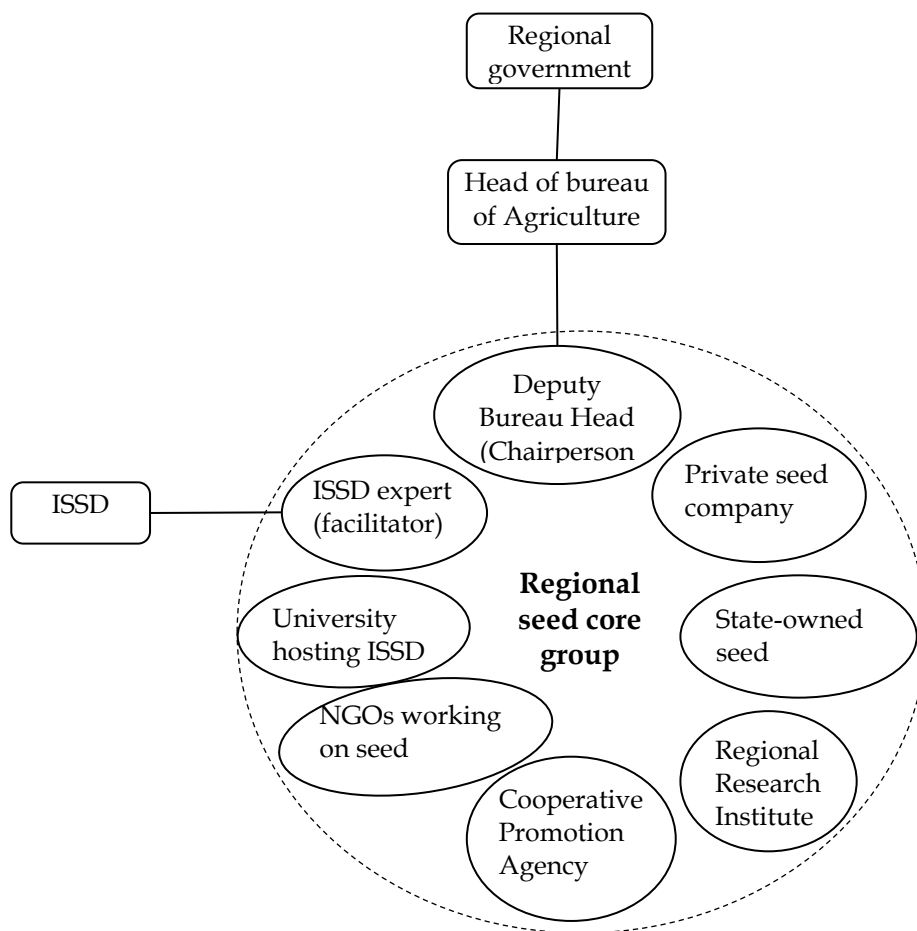 Regional
government
Head of bureau
of Agriculture
Deputy
Bureau Head
(Chairperson
Private seed
company
ISSD
ISSD expert
(facilitator)
Regional
seed core
group
University
hosting ISSD
State-owned
seed
NGOs working
on seed
Regional
Research
Institute
Cooperative
Promotion
Agency